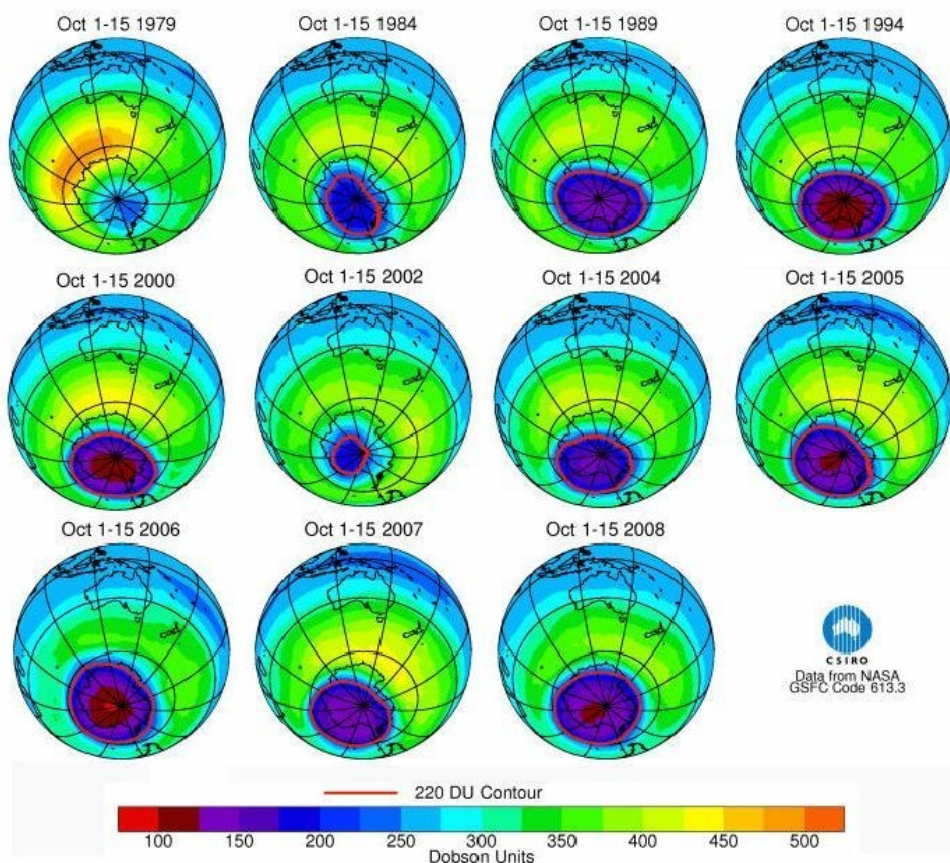 Oct 1-15 1979
Oct 1-15 1984
Oct 1-15 1989
Oct 1-15 1994
Oct 1-15 2000
Oct 1-15 2002
Oct 1-15 2004
Oct 1-15 2005
Oct 1-15 2006
Oct 1-15 2007
Oct 1-15 2008
CSIRO
Data from NASA
GSFC Code 613.3
220 DU Contour
100 150 200 250 300 350 400 450 500
Dobson Units